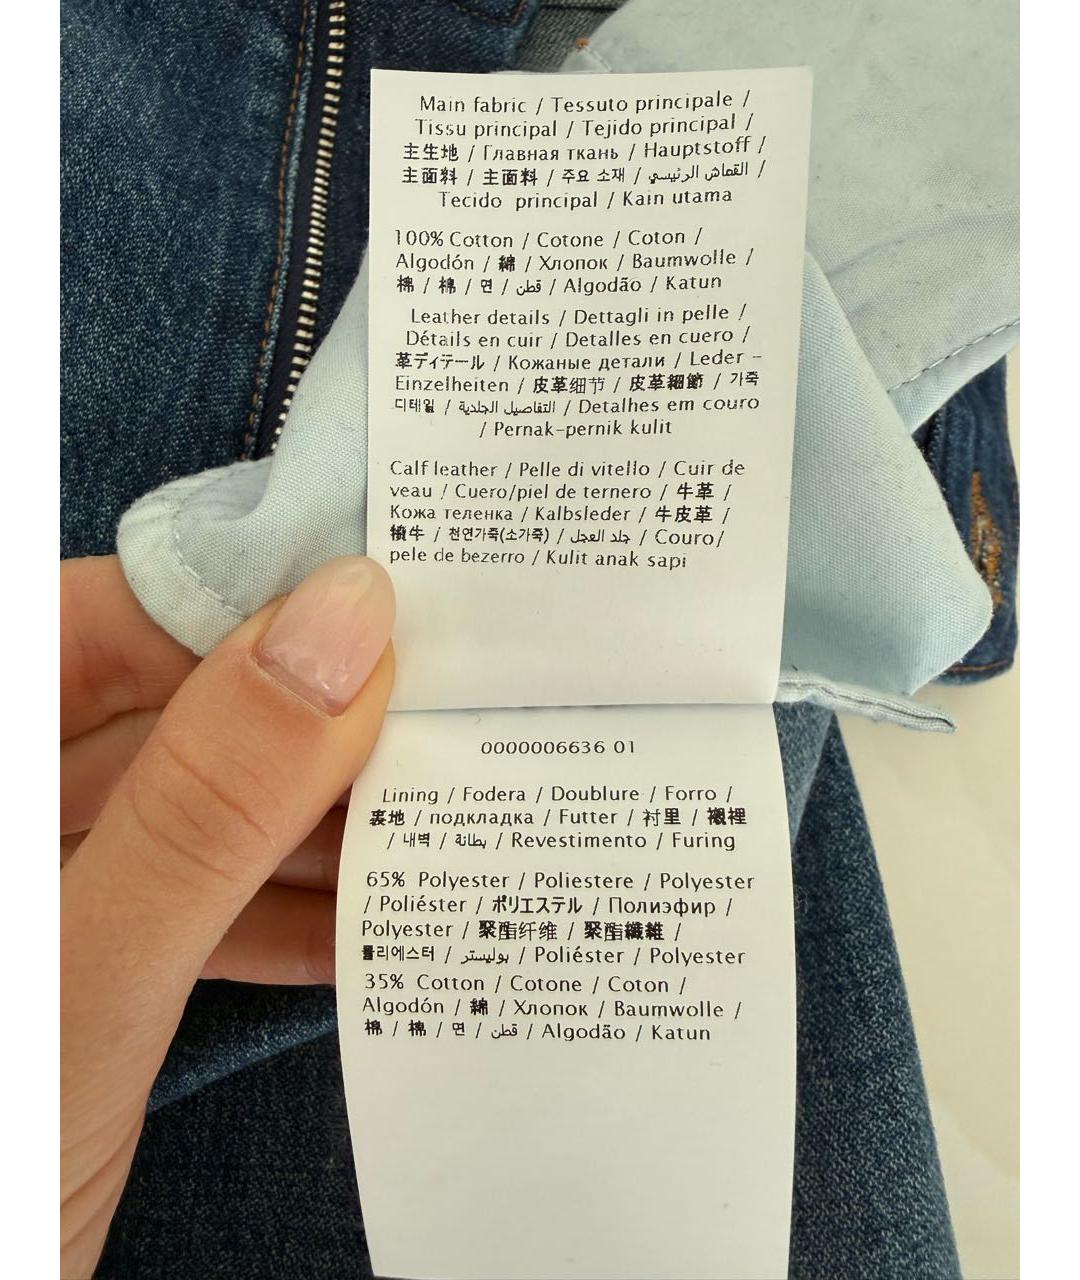 Main fabric / Tessuto principale /
Tissu principal / Tejido principal /
主生地 / Главная ткань / Hauptstoff /
主面料 / 主面料 / 주요 소재 / القماش الرئيسي /
Tecido principal / Kain utama
100% Cotton / Cotone / Coton /
Algodón / 綿 / Хлопок / Baumwolle /
棉 / 棉 / 면 / قطن / Algodão / Katun
Leather details / Dettagli in pelle /
Détails en cuir / Detalles en cuero /
革ディテール / Кожаные детали / Leder -
Einzelheiten / 皮革细节 / 皮革細節 / 가죽
디테일 / التفاصيل الجلدية / Detalhes em couro
/ Pernak-pernik kulit
Calf leather / Pelle di vitello / Cuir de
veau / Cuero/piel de ternero / 牛革 /
Кожа теленка / Kalbsleder / 牛皮革 /
犢牛 / 천연가죽(소가죽) / جلد العجل / Couro/
pele de bezerro / Kulit anak sapi
0000006636 01
Lining / Fodera / Doublure / Forro /
裏地 / подкладка / Futter / 衬里 / 襯裡
/ 내벽 / بطانة / Revestimento / Furing
65% Polyester / Poliestere / Polyester
/ Poliéster / ポリエステル / Полиэфир /
Polyester / 聚酯纤维 / 聚酯纖維 /
폴리에스터 / بوليستر / Poliéster / Polyester
35% Cotton / Cotone / Coton /
Algodón / 綿 / Хлопок / Baumwolle /
棉 / 棉 / 면 / قطن / Algodão / Katun